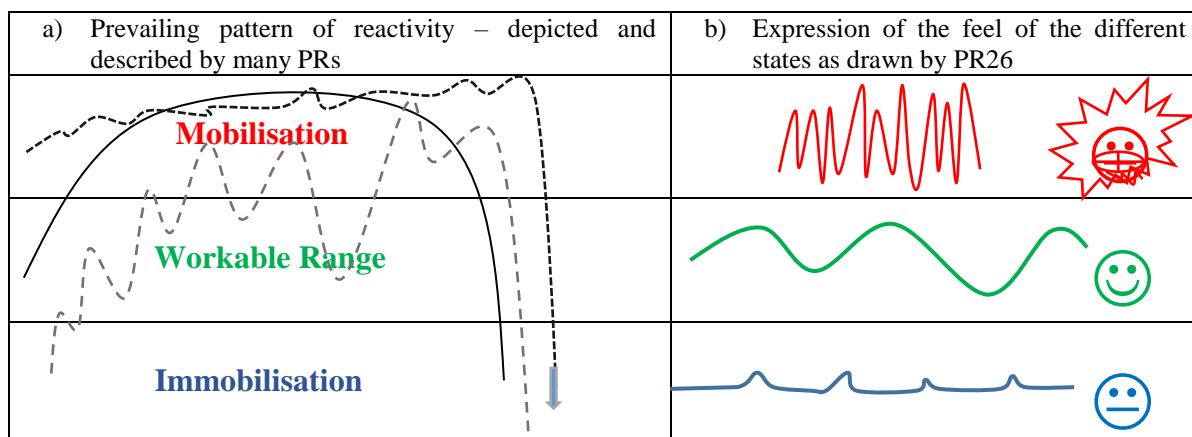 a) Prevailing pattern of reactivity – depicted and
described by many PRs
b) Expression of the feel of the different
states as drawn by PR26
Mobilisation
Workable Range
Immobilisation